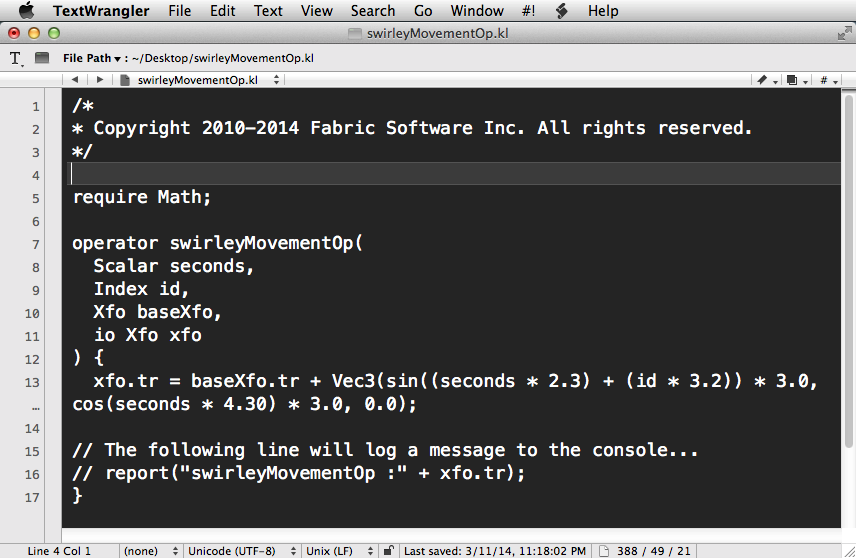 TextWrangler File Edit Text View Search Go Window #! Help
swirleyMovementOp.kl
T. File Path ▾ : ~/Desktop/swirleyMovementOp.kl
swirleyMovementOp.kl #
1 /*
2 * Copyright 2010-2014 Fabric Software Inc. All rights reserved.
3 */
4
5 require Math;
6
7 operator swirleyMovementOp(
8 Scalar seconds,
9 Index id,
10 Xfo baseXfo,
11 io Xfo xfo
12 ) {
13 xfo.tr = baseXfo.tr + Vec3(sin((seconds * 2.3) + (id * 3.2)) * 3.0,
… cos(seconds * 4.30) * 3.0, 0.0);
14
15 // The following line will log a message to the console...
16 // report("swirleyMovementOp :" + xfo.tr);
17 }
Line 4 Col 1 (none) Unicode (UTF-8) Unix (LF) Last saved: 3/11/14, 11:18:02 PM 388 / 49 / 21